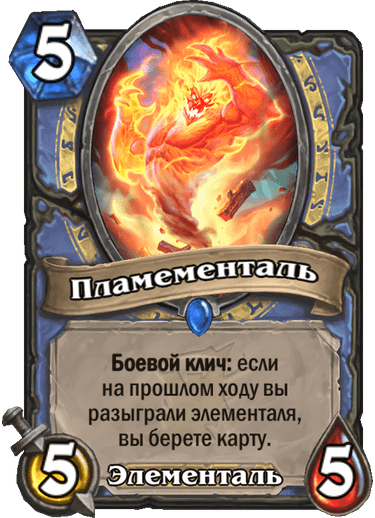 5
Пламементаль
Боевой клич: если
на прошлом ходу вы
разыграли элементаля,
вы берете карту.
5
Элементаль
5